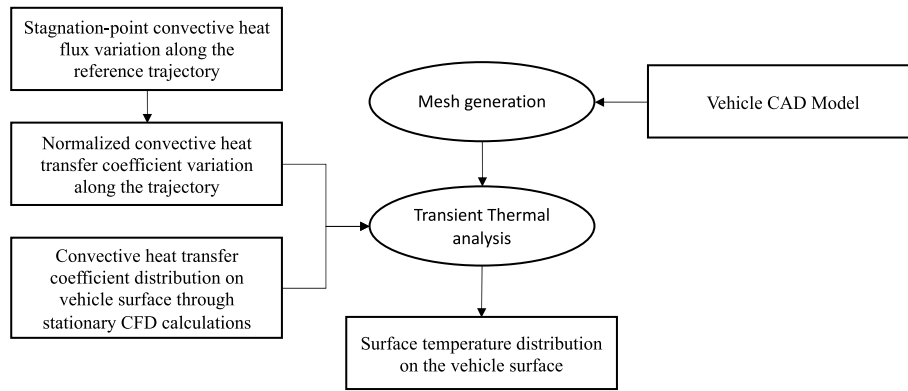 Stagnation-point convective heat
flux variation along the
reference trajectory
Mesh generation
Vehicle CAD Model
Normalized convective heat
transfer coefficient variation
along the trajectory
Transient Thermal
analysis
Convective heat transfer
coefficient distribution on
vehicle surface through
stationary CFD calculations
Surface temperature distribution
on the vehicle surface